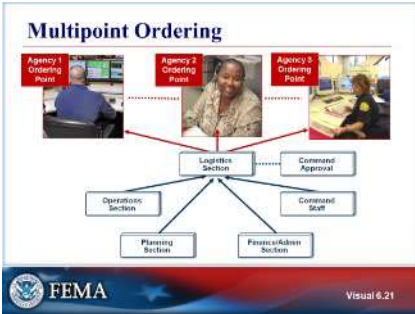 Multipoint Ordering
Agency 1
Ordering
Point
Agency 2
Ordering
Point
Agency 3
Ordering
Point
Logistics
Section
Command
Approval
Operations
Section
Command
Staff
Planning
Section
Finance/Admin
Section
FEMA
Visual 6.21